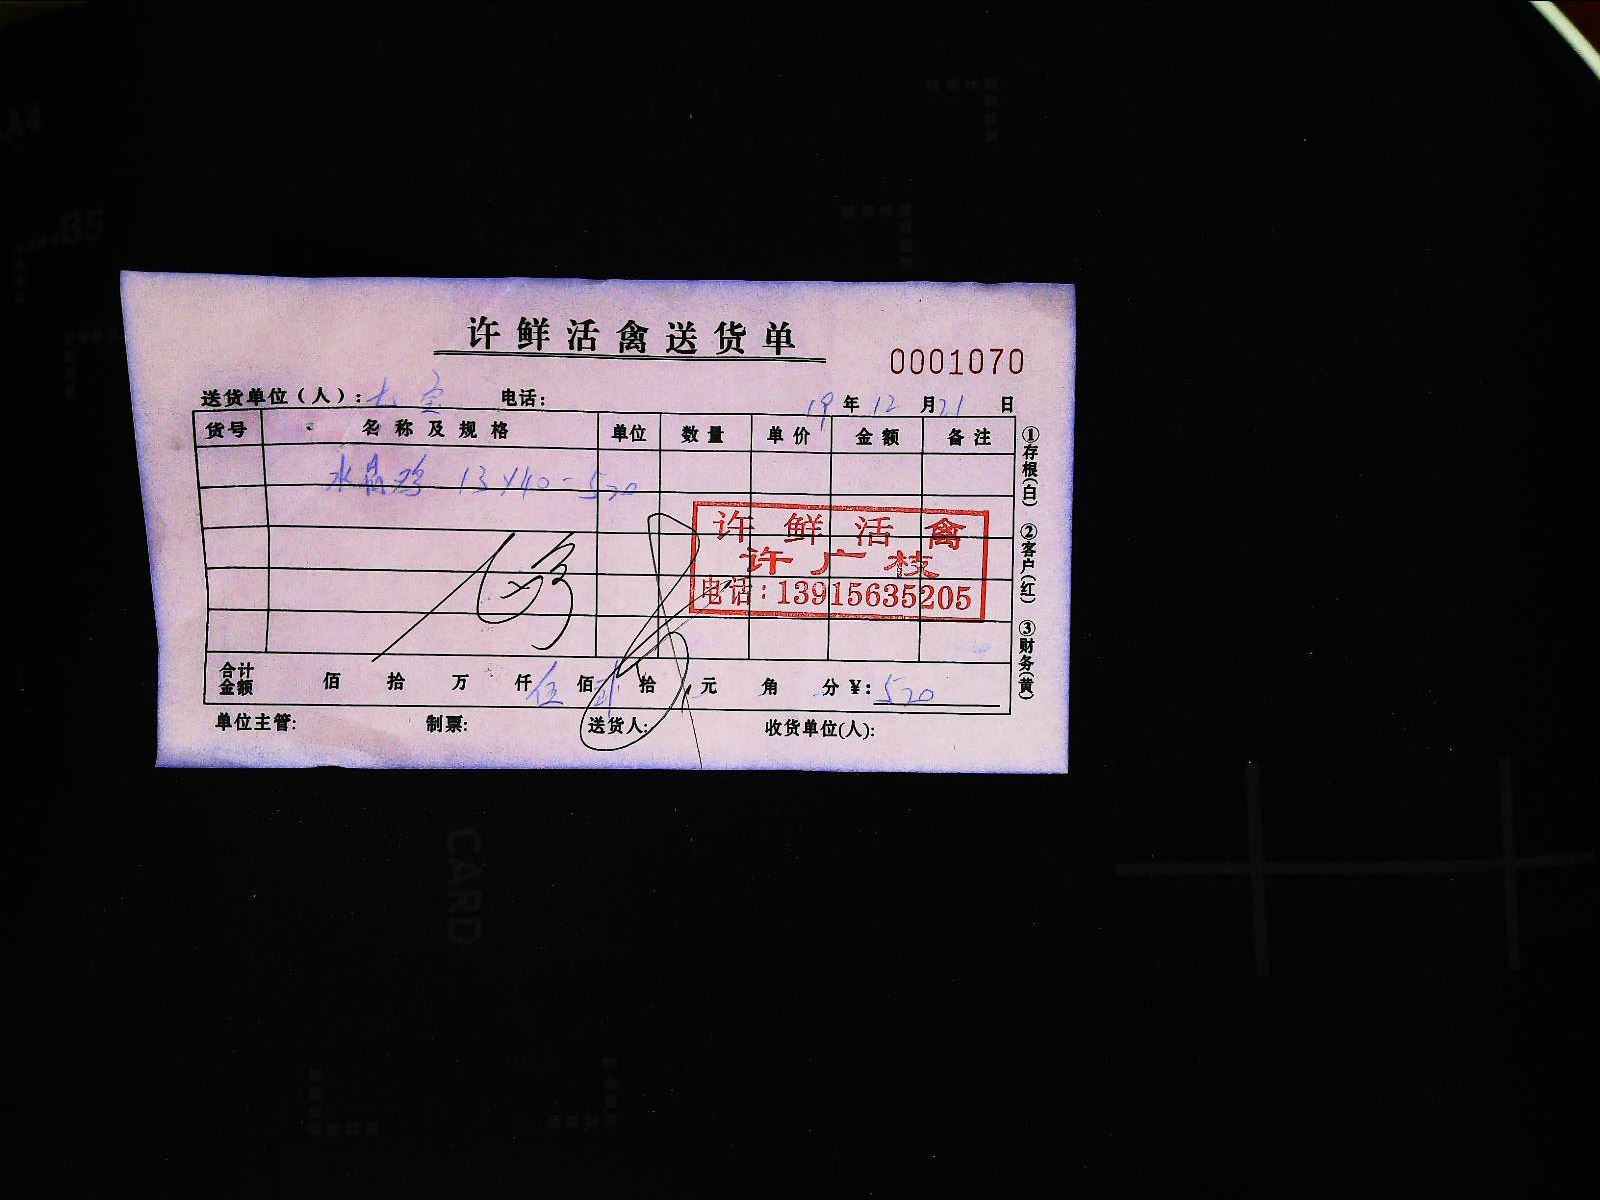 A4
B5
许鲜活禽送货单
0001070
送货单位（人）: 电话: 19年12月21日
货号 名称及规格 单位 数量 单价 金额 备注
水晶鸡 13×40=520
许鲜活禽
许广枝
电话:13915635205
合计金额 佰 拾 万 仟伍佰贰拾 元 角 分 ¥:520
单位主管: 制票: 送货人: 收货单位(人):
①存根(白) ②客户(红) ③财务(黄)
CARD